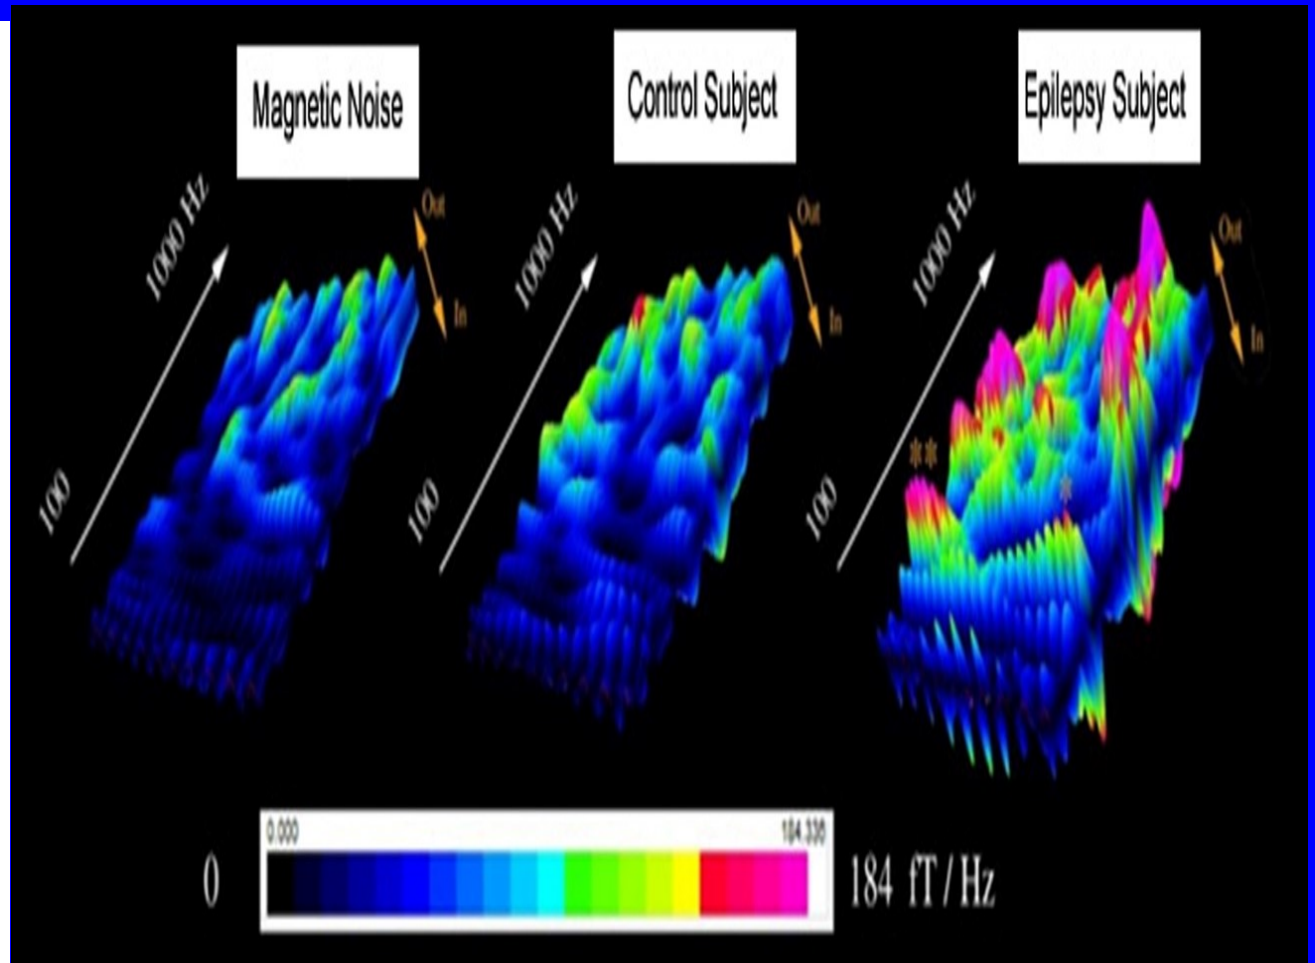 Magnetic Noise
Control Subject
Epilepsy Subject
1000 Hz
100
Out
In
1000 Hz
100
Out
In
1000 Hz
100
Out
In
**
*
0.000
184.336
0
184 fT / Hz